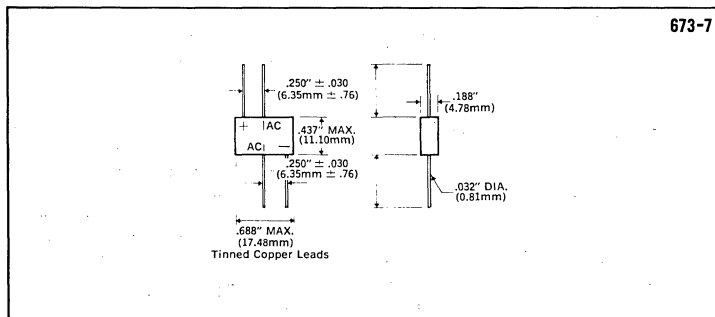 673-7
.250" ± .030
(6.35mm ± .76)
.188"
(4.78mm)
+ AC
AC −
.437" MAX.
(11.10mm)
.250" ± .030
(6.35mm ± .76)
.032" DIA.
(0.81mm)
.688" MAX.
(17.48mm)
Tinned Copper Leads